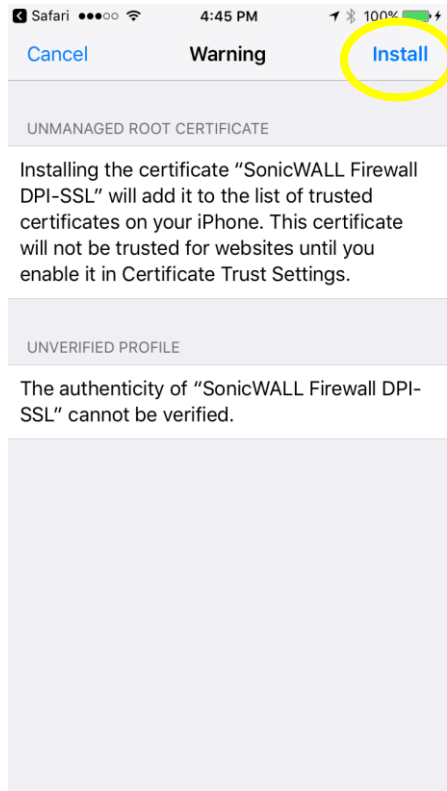 Safari 4:45 PM 100%
Cancel Warning Install
UNMANAGED ROOT CERTIFICATE
Installing the certificate “SonicWALL Firewall
DPI-SSL” will add it to the list of trusted
certificates on your iPhone. This certificate
will not be trusted for websites until you
enable it in Certificate Trust Settings.
UNVERIFIED PROFILE
The authenticity of “SonicWALL Firewall DPI-
SSL” cannot be verified.